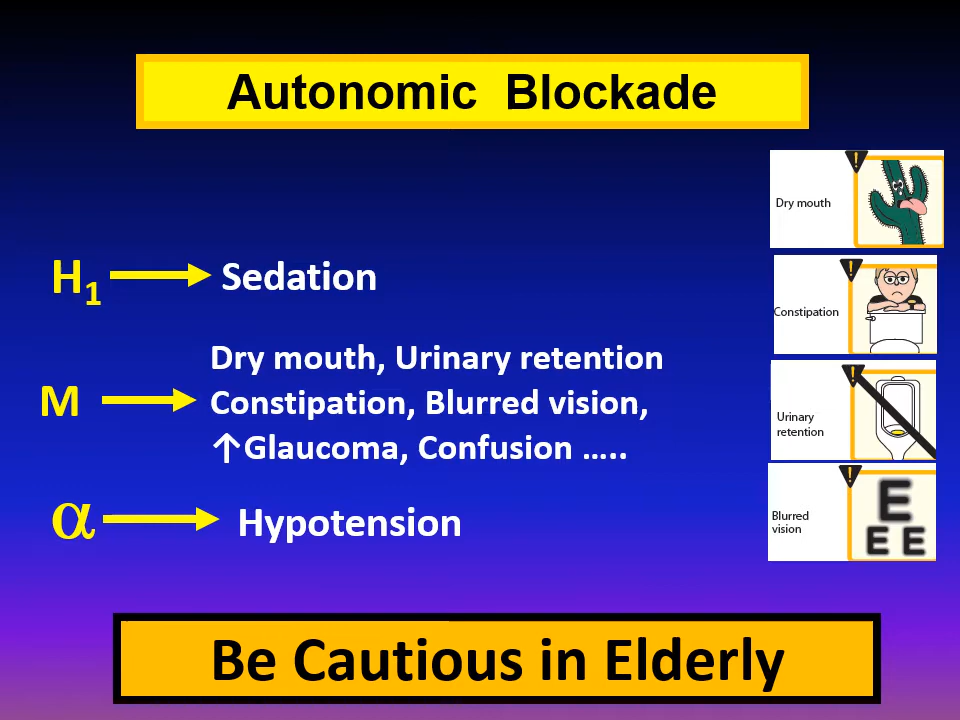 Autonomic Blockade
H₁ → Sedation
Dry mouth, Urinary retention
M → Constipation, Blurred vision,
↑Glaucoma, Confusion .....
α → Hypotension
Be Cautious in Elderly
! Dry mouth
! Constipation
! Urinary
retention
! Blurred
vision
E
E E